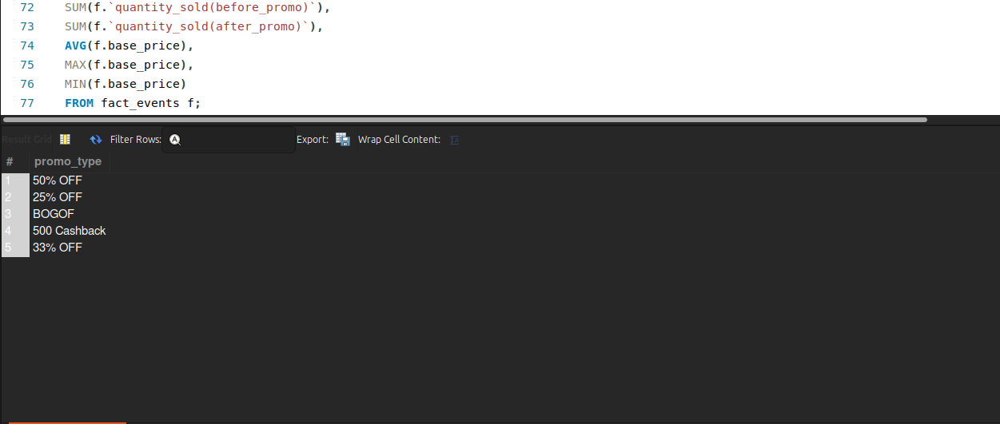 72 SUM(f.`quantity_sold(before_promo)`),
73 SUM(f.`quantity_sold(after_promo)`),
74 AVG(f.base_price),
75 MAX(f.base_price),
76 MIN(f.base_price)
77 FROM fact_events f;
Result Grid Filter Rows: Export: Wrap Cell Content:
# promo_type
1 50% OFF
2 25% OFF
3 BOGOF
4 500 Cashback
5 33% OFF